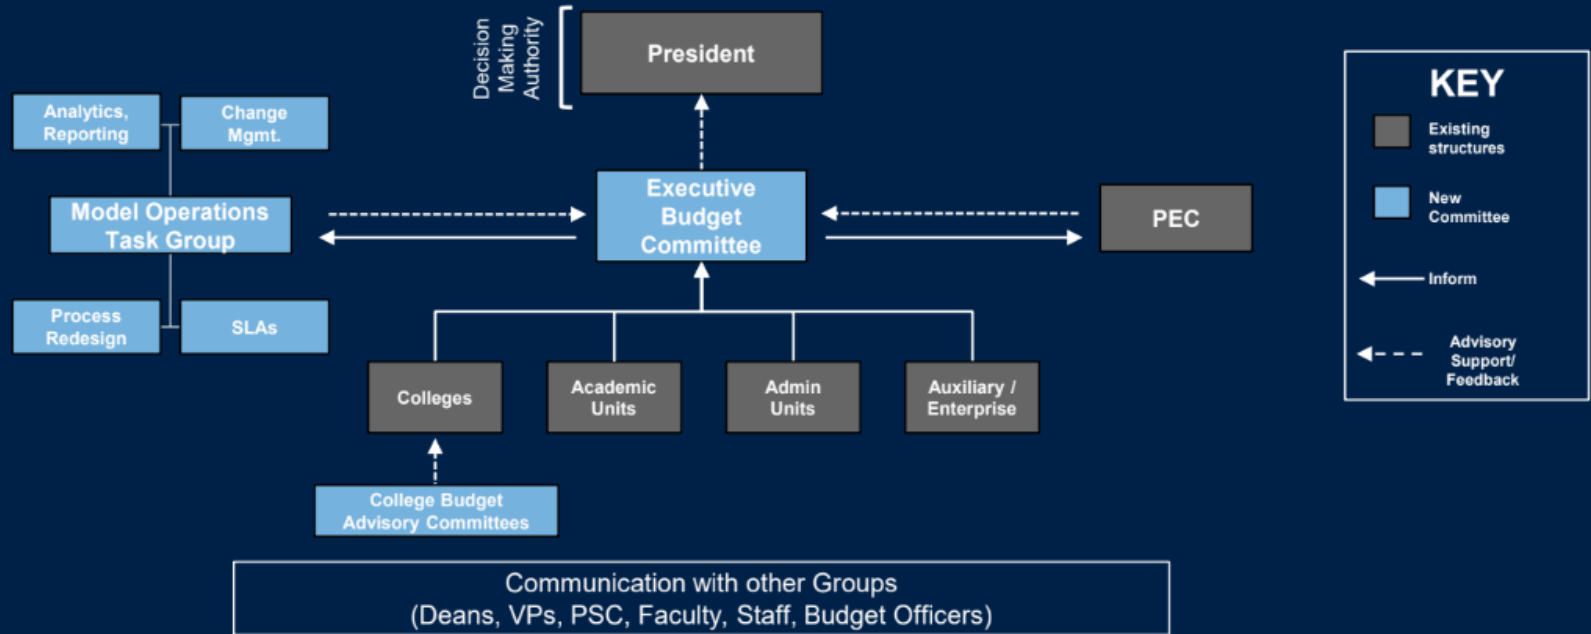 Decision
Making
Authority
President
KEY
Existing
structures
New
Committee
Inform
Advisory
Support/
Feedback
Analytics,
Reporting
Change
Mgmt.
Model Operations
Task Group
Process
Redesign
SLAs
Executive
Budget
Committee
PEC
Colleges
Academic
Units
Admin
Units
Auxiliary /
Enterprise
College Budget
Advisory Committees
Communication with other Groups
(Deans, VPs, PSC, Faculty, Staff, Budget Officers)